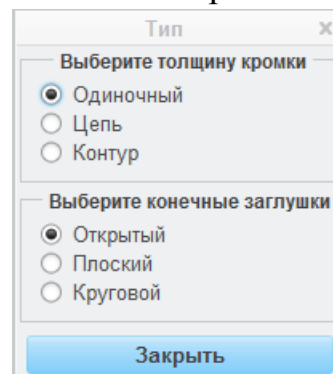 Тип
Выберите толщину кромки
Одиночный
Цепь
Контур
Выберите конечные заглушки
Открытый
Плоский
Круговой
Закрыть